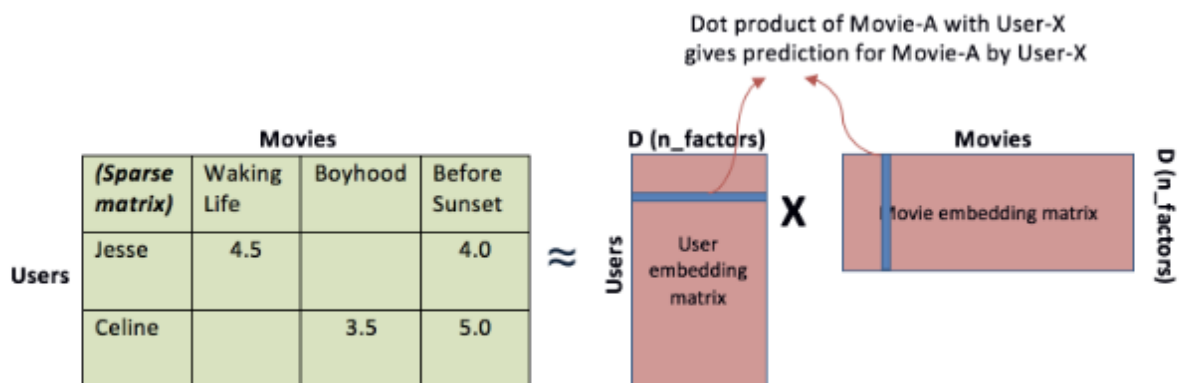 Dot product of Movie-A with User-X
gives prediction for Movie-A by User-X
Movies
(Sparse matrix) Waking Life Boyhood Before Sunset
Users
Jesse 4.5 4.0
Celine 3.5 5.0
≈
D (n_factors)
Users
User
embedding
matrix
X
Movies
Movie embedding matrix
D (n_factors)